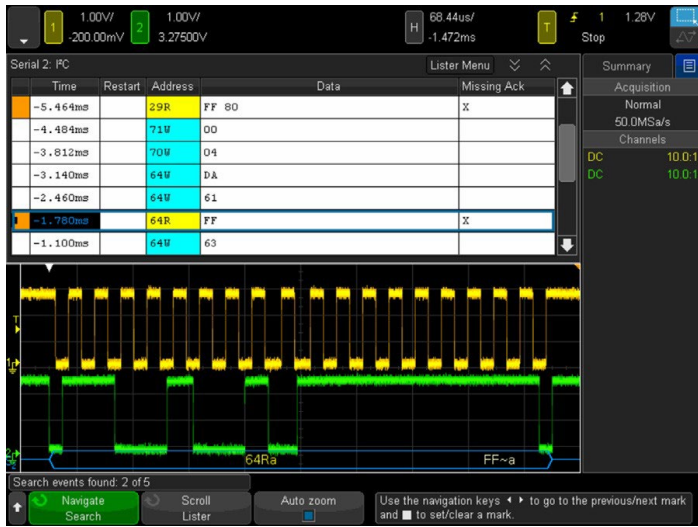 1 1.00V/ 2 1.00V/ H 68.44us/ T 1 1.28V
-200.00mV 3.27500V -1.472ms Stop
Serial 2: I²C Lister Menu Summary
Time Restart Address Data Missing Ack
-5.464ms 29R FF 80 X
-4.484ms 71W 00
-3.812ms 70W 04
-3.140ms 64W DA
-2.460ms 64W 61
-1.780ms 64R FF X
-1.100ms 64W 63
Acquisition
Normal
50.0MSa/s
Channels
DC 10.0:1
DC 10.0:1
T
1
2
64Ra FF~a
Search events found: 2 of 5
Navigate
Search
Scroll
Lister
Auto zoom
Use the navigation keys to go to the previous/next mark
and to set/clear a mark.